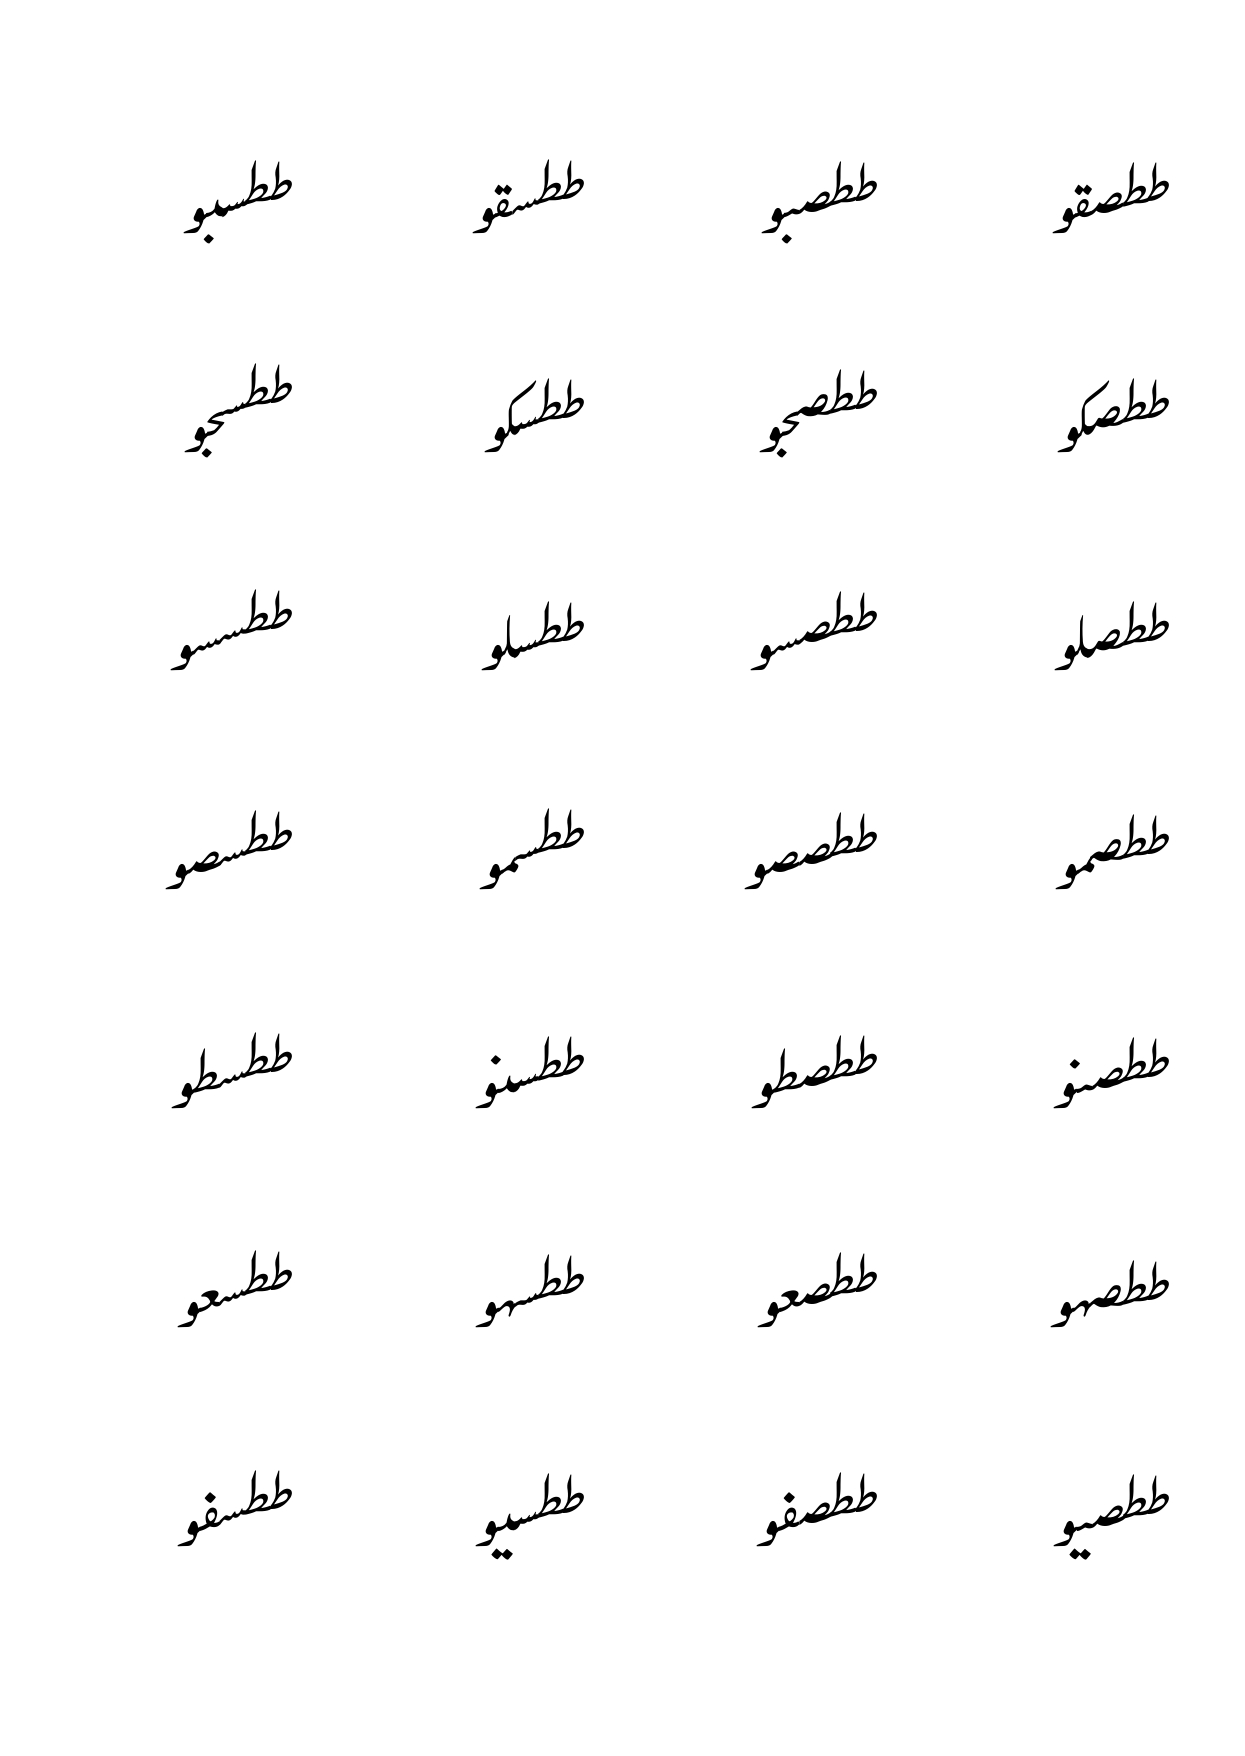 ططصقو ططصبو ططسقو ططسبو
ططصكو ططصجو ططسكو ططسجو
ططصلو ططصسو ططسلو ططسسو
ططصمو ططصصو ططسمو ططسصو
ططصنو ططصطو ططسنو ططسطو
ططصهو ططصعو ططسهو ططسعو
ططصيو ططصفو ططسيو ططسفو